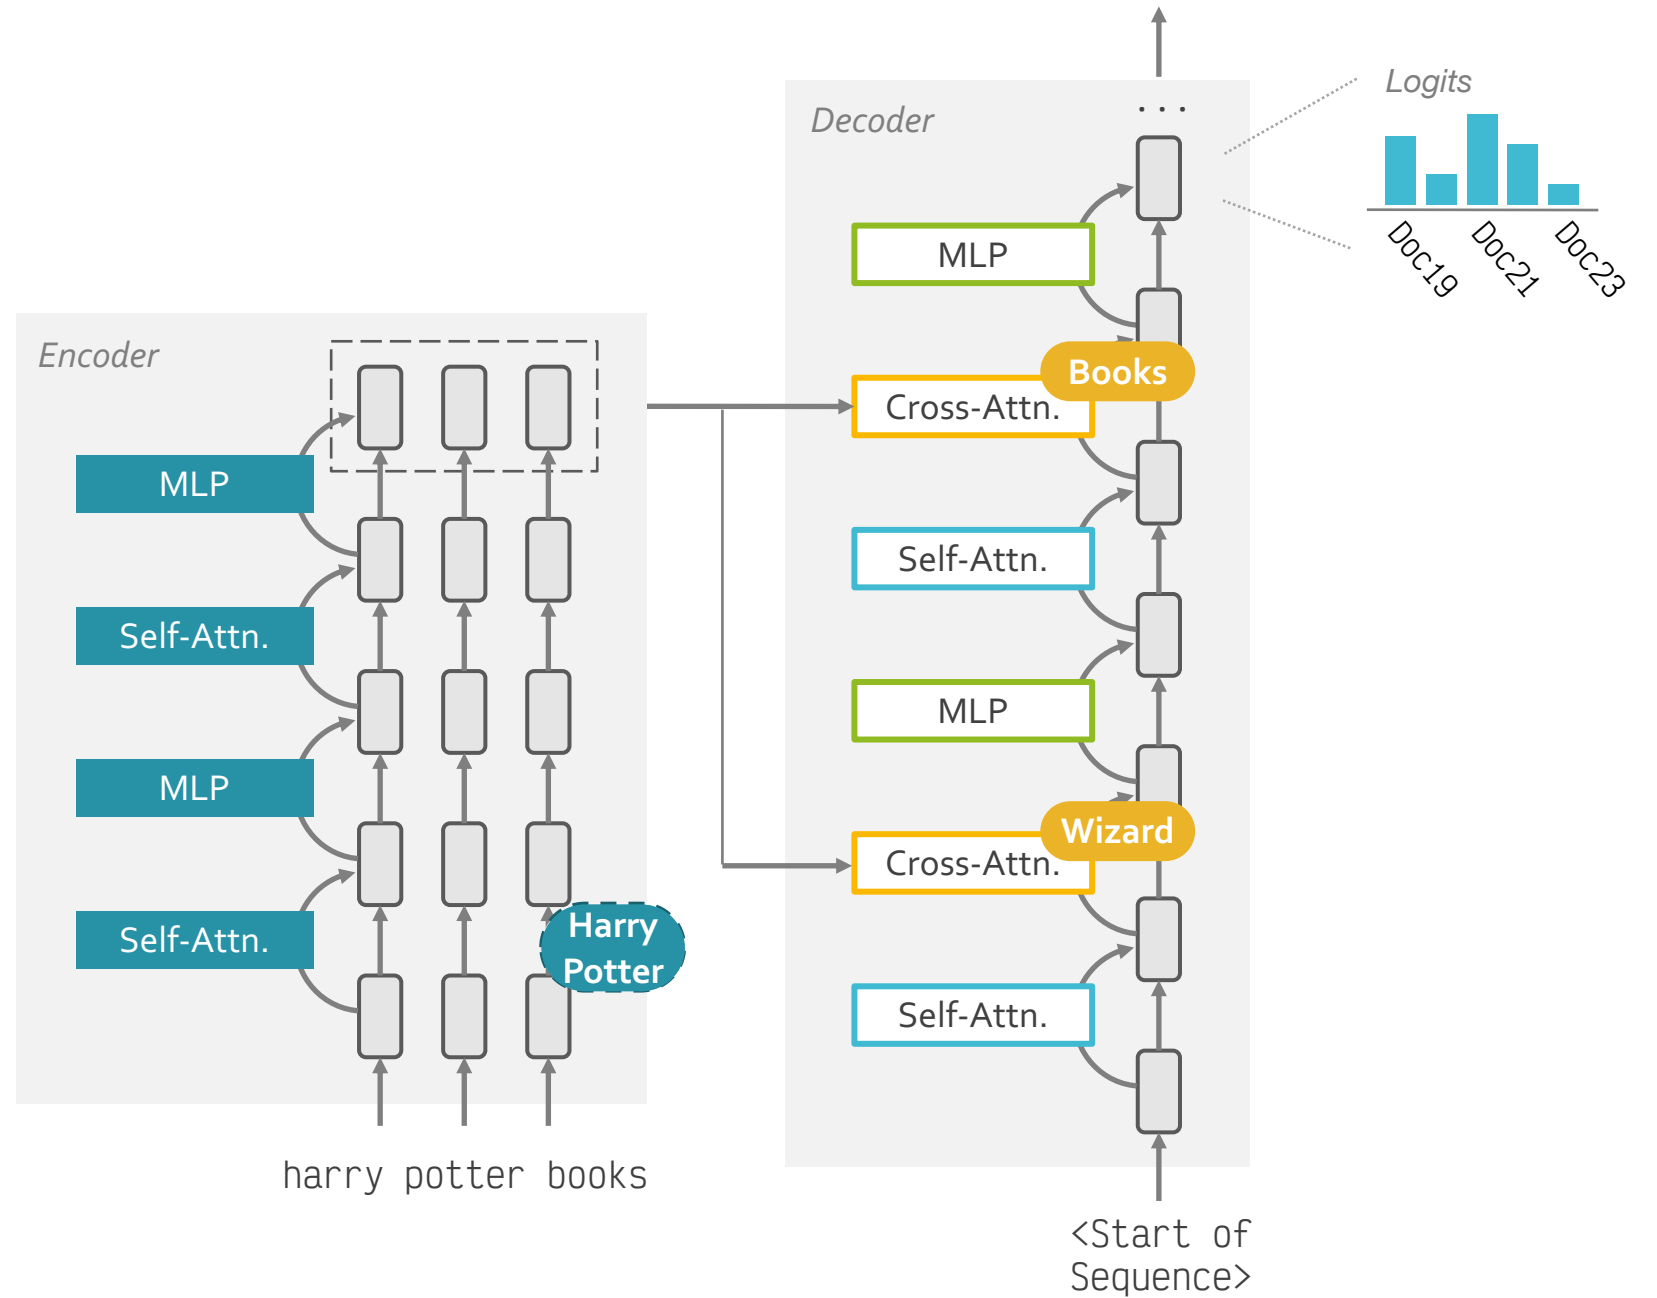 Encoder
MLP
Self-Attn.
MLP
Self-Attn.
Harry
Potter
harry potter books
Decoder
. . .
MLP
Books
Cross-Attn.
Self-Attn.
MLP
Wizard
Cross-Attn.
Self-Attn.
<Start of
Sequence>
Logits
Doc19
Doc21
Doc23